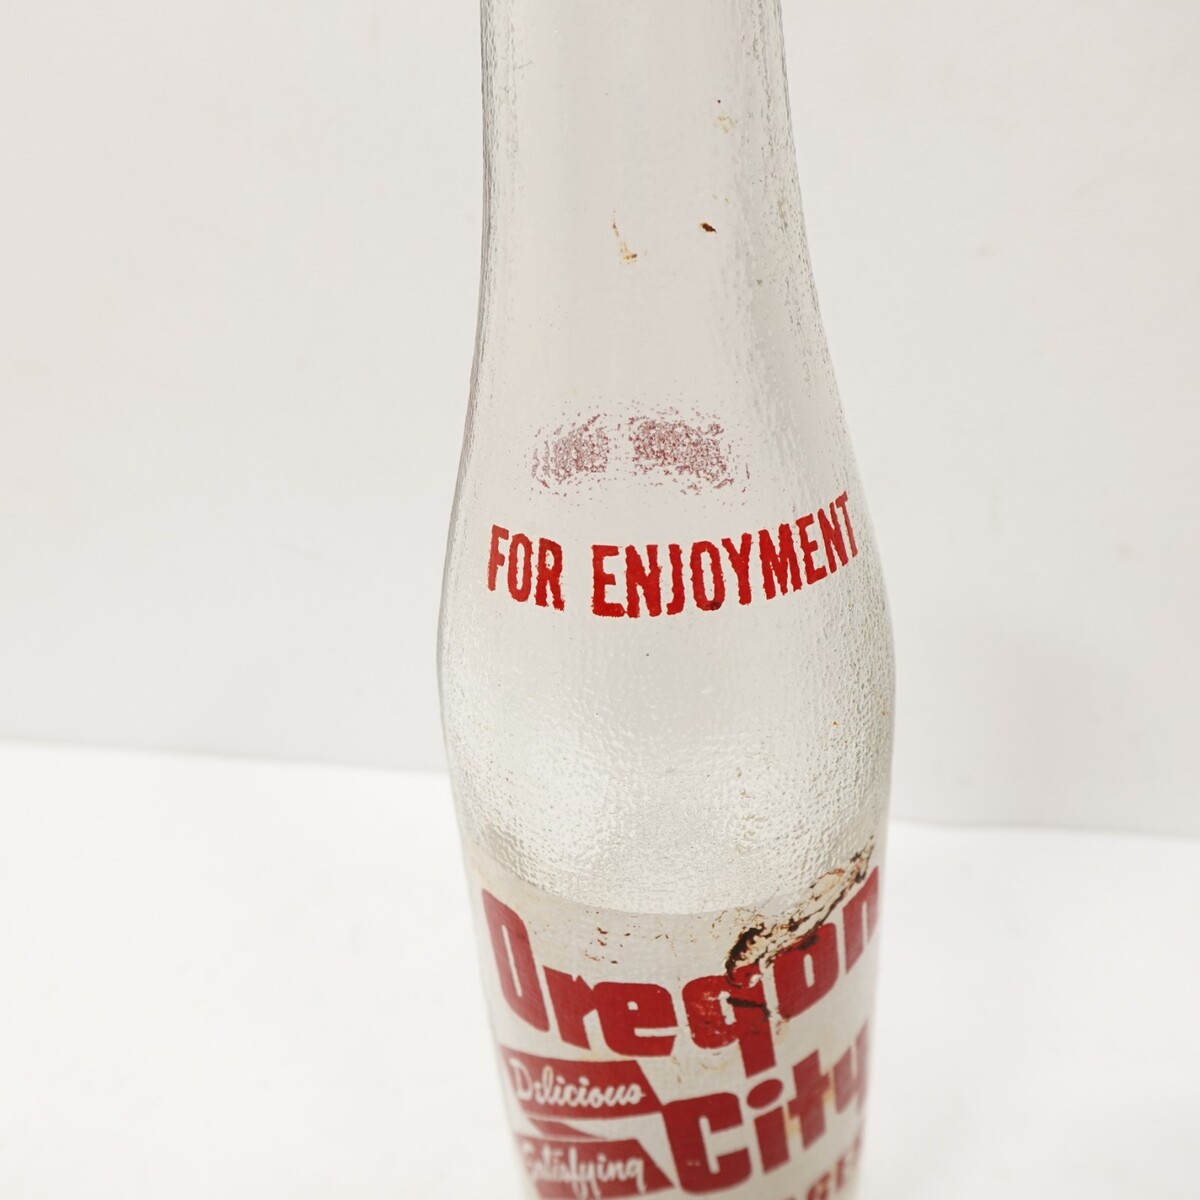 FOR ENJOYMENT
Oregon
Delicious
City
Satisfying